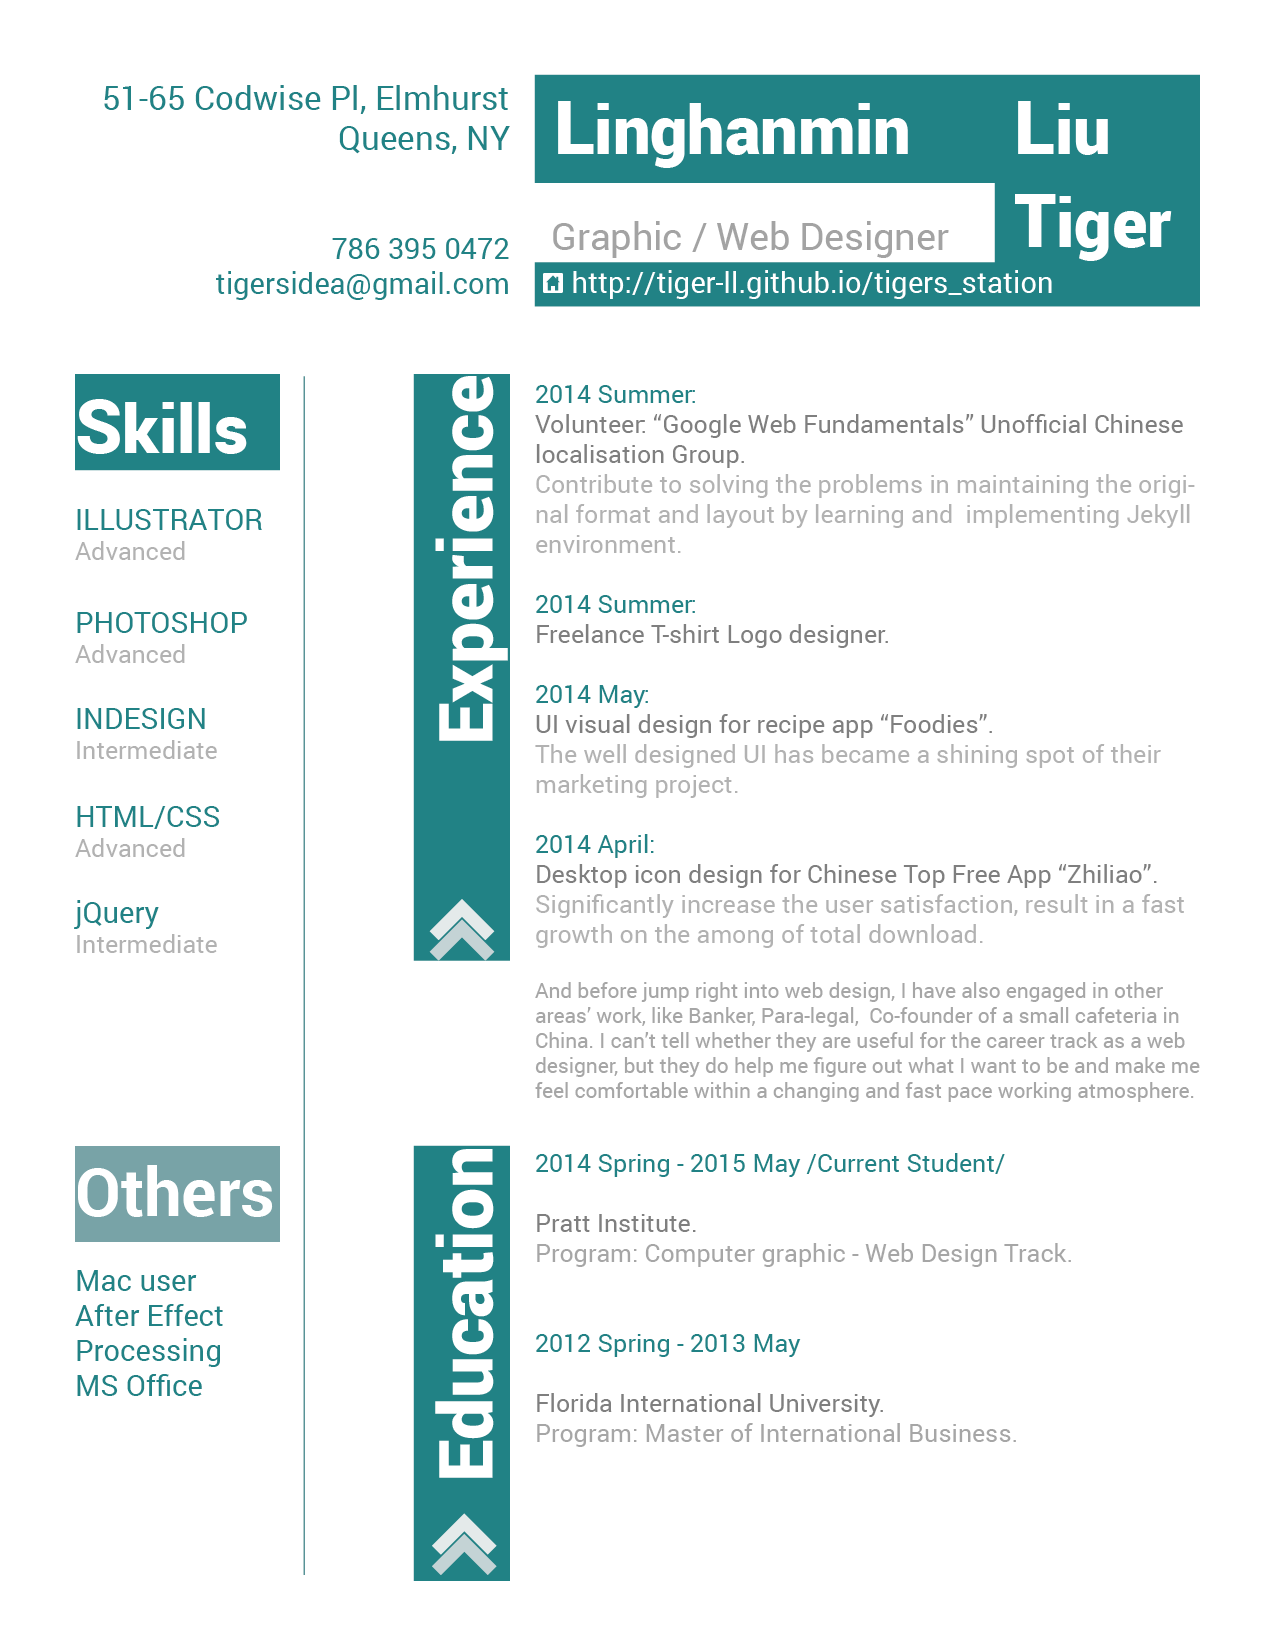 51-65 Codwise Pl, Elmhurst
Queens, NY
786 395 0472
tigersidea@gmail.com
Linghanmin Liu
Tiger
Graphic / Web Designer
http://tiger-ll.github.io/tigers_station
Skills
ILLUSTRATOR
Advanced
PHOTOSHOP
Advanced
INDESIGN
Intermediate
HTML/CSS
Advanced
jQuery
Intermediate
Others
Mac user
After Effect
Processing
MS Office
Experience
2014 Summer:
Volunteer: “Google Web Fundamentals” Unofficial Chinese
localisation Group.
Contribute to solving the problems in maintaining the origi-
nal format and layout by learning and  implementing Jekyll
environment.
2014 Summer:
Freelance T-shirt Logo designer.
2014 May:
UI visual design for recipe app “Foodies”.
The well designed UI has became a shining spot of their
marketing project.
2014 April:
Desktop icon design for Chinese Top Free App “Zhiliao”.
Significantly increase the user satisfaction, result in a fast
growth on the among of total download.
And before jump right into web design, I have also engaged in other
areas’ work, like Banker, Para-legal,  Co-founder of a small cafeteria in
China. I can’t tell whether they are useful for the career track as a web
designer, but they do help me figure out what I want to be and make me
feel comfortable within a changing and fast pace working atmosphere.
Education
2014 Spring - 2015 May /Current Student/
Pratt Institute.
Program: Computer graphic - Web Design Track.
2012 Spring - 2013 May
Florida International University.
Program: Master of International Business.